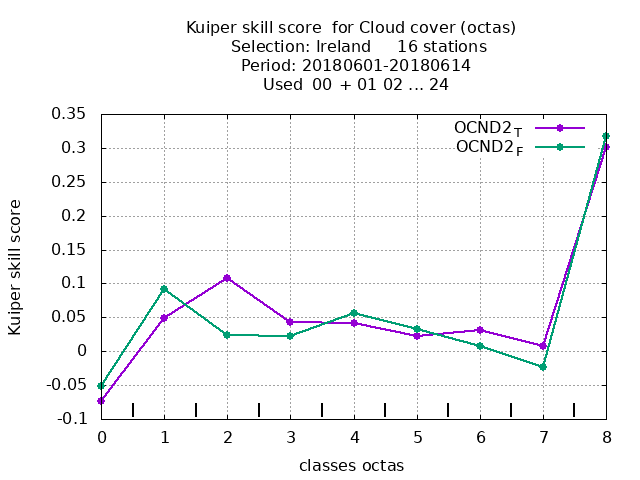 Kuiper skill score  for Cloud cover (octas)
Selection: Ireland     16 stations
Period: 20180601-20180614
Used  00 + 01 02 ... 24
OCND2T
OCND2F
0.35
0.3
0.25
0.2
0.15
0.1
0.05
0
-0.05
-0.1
Kuiper skill score
0 1 2 3 4 5 6 7 8
classes octas